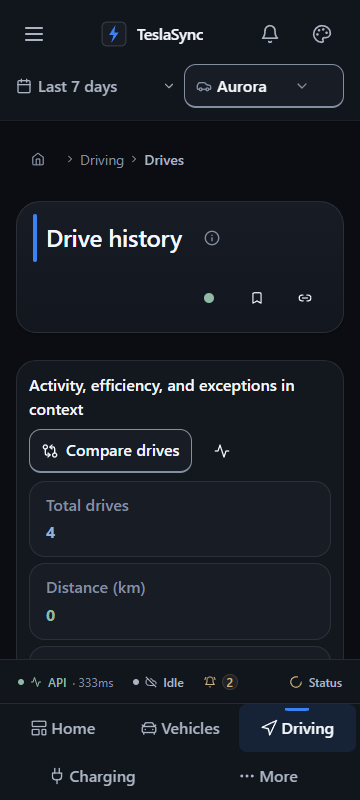 TeslaSync
Last 7 days
Aurora
Driving
Drives
Drive history
Activity, efficiency, and exceptions in
context
Compare drives
Total drives
4
Distance (km)
0
API · 333ms
Idle
2
Status
Home
Vehicles
Driving
Charging
More